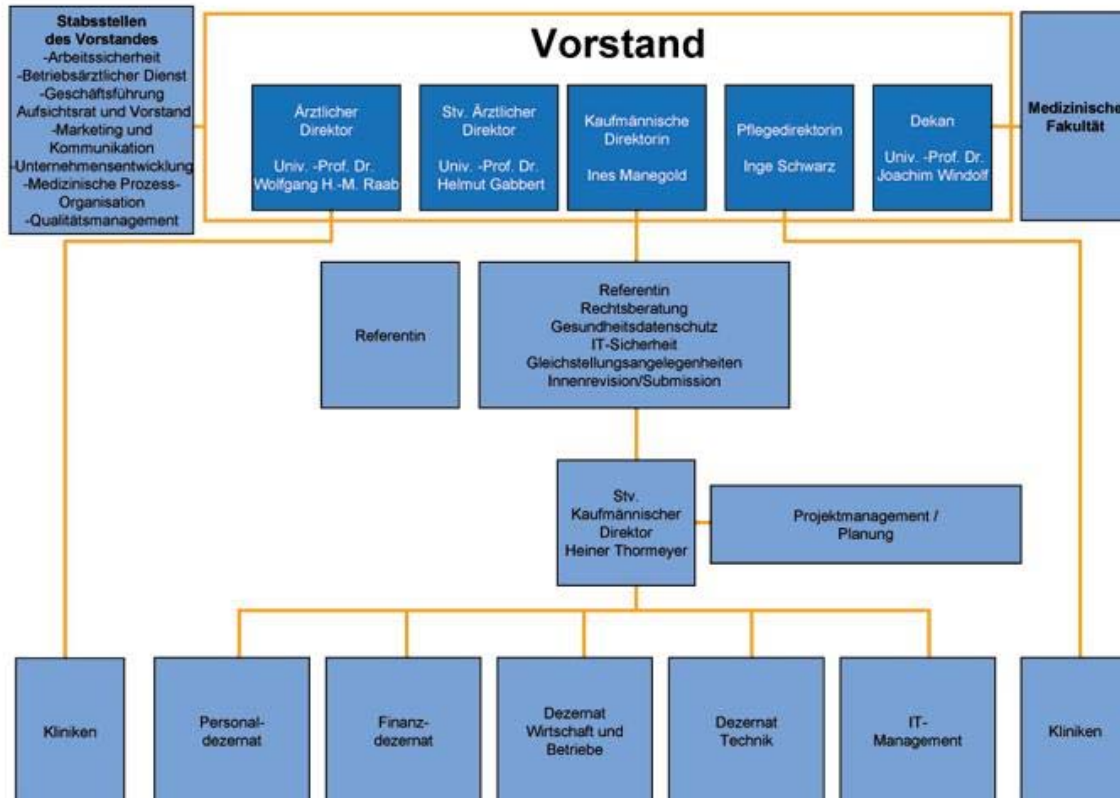 Stabsstellen
des Vorstandes
-Arbeitssicherheit
-Betriebsärztlicher Dienst
-Geschäftsführung
Aufsichtsrat und Vorstand
-Marketing und
Kommunikation
-Unternehmensentwicklung
-Medizinische Prozess-
Organisation
-Qualitätsmanagement
Vorstand
Ärztlicher
Direktor
Univ. -Prof. Dr.
Wolfgang H.-M. Raab
Stv. Ärztlicher
Direktor
Univ. -Prof. Dr.
Helmut Gabbert
Kaufmännische
Direktorin
Ines Manegold
Pflegedirektorin
Inge Schwarz
Dekan
Univ. -Prof. Dr.
Joachim Windolf
Medizinische
Fakultät
Referentin
Referentin
Rechtsberatung
Gesundheitsdatenschutz
IT-Sicherheit
Gleichstellungsangelegenheiten
Innenrevision/Submission
Stv.
Kaufmännischer
Direktor
Heiner Thormeyer
Projektmanagement /
Planung
Kliniken
Personal-
dezernat
Finanz-
dezernat
Dezernat
Wirtschaft und
Betriebe
Dezernat
Technik
IT-
Management
Kliniken